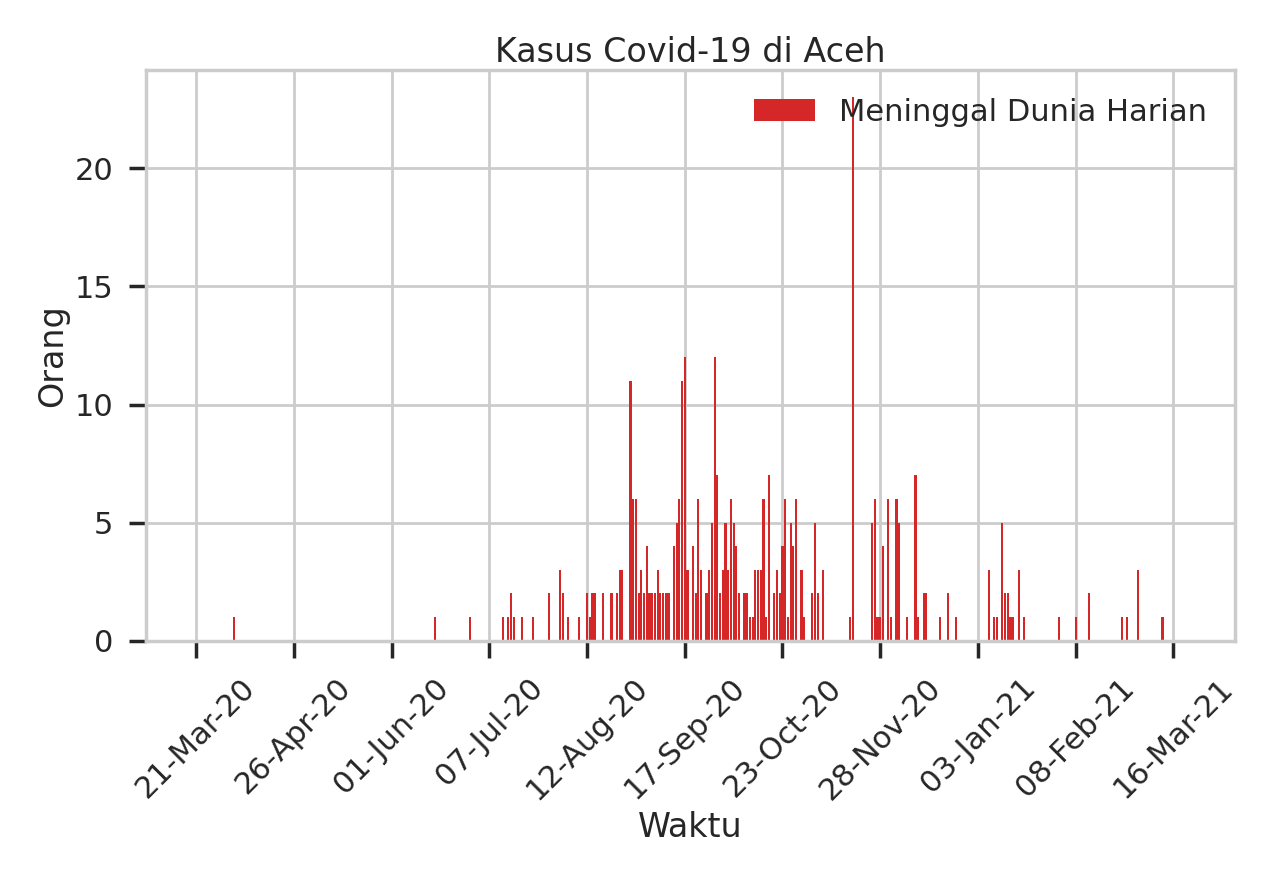 Kasus Covid-19 di Aceh
Meninggal Dunia Harian
Orang
20
15
10
5
0
21-Mar-20
26-Apr-20
01-Jun-20
07-Jul-20
12-Aug-20
17-Sep-20
23-Oct-20
28-Nov-20
03-Jan-21
08-Feb-21
16-Mar-21
Waktu